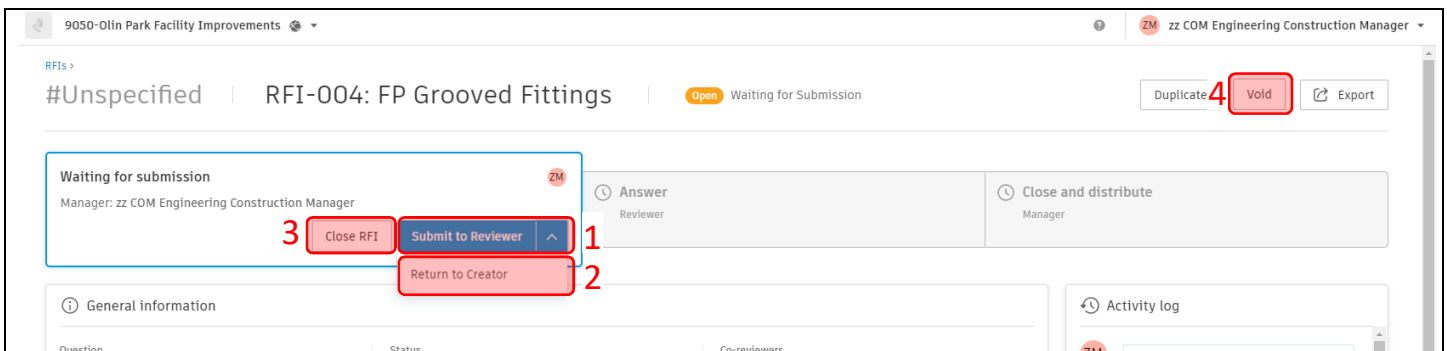 9050-Olin Park Facility Improvements
ZM zz COM Engineering Construction Manager
RFIs >
#Unspecified RFI-004: FP Grooved Fittings Open Waiting for Submission Duplicate 4 Void Export
Waiting for submission ZM
Manager: zz COM Engineering Construction Manager
3 Close RFI Submit to Reviewer 1
Return to Creator 2
Answer
Reviewer
Close and distribute
Manager
General information
Activity log
Question Status Co-reviewers
ZM